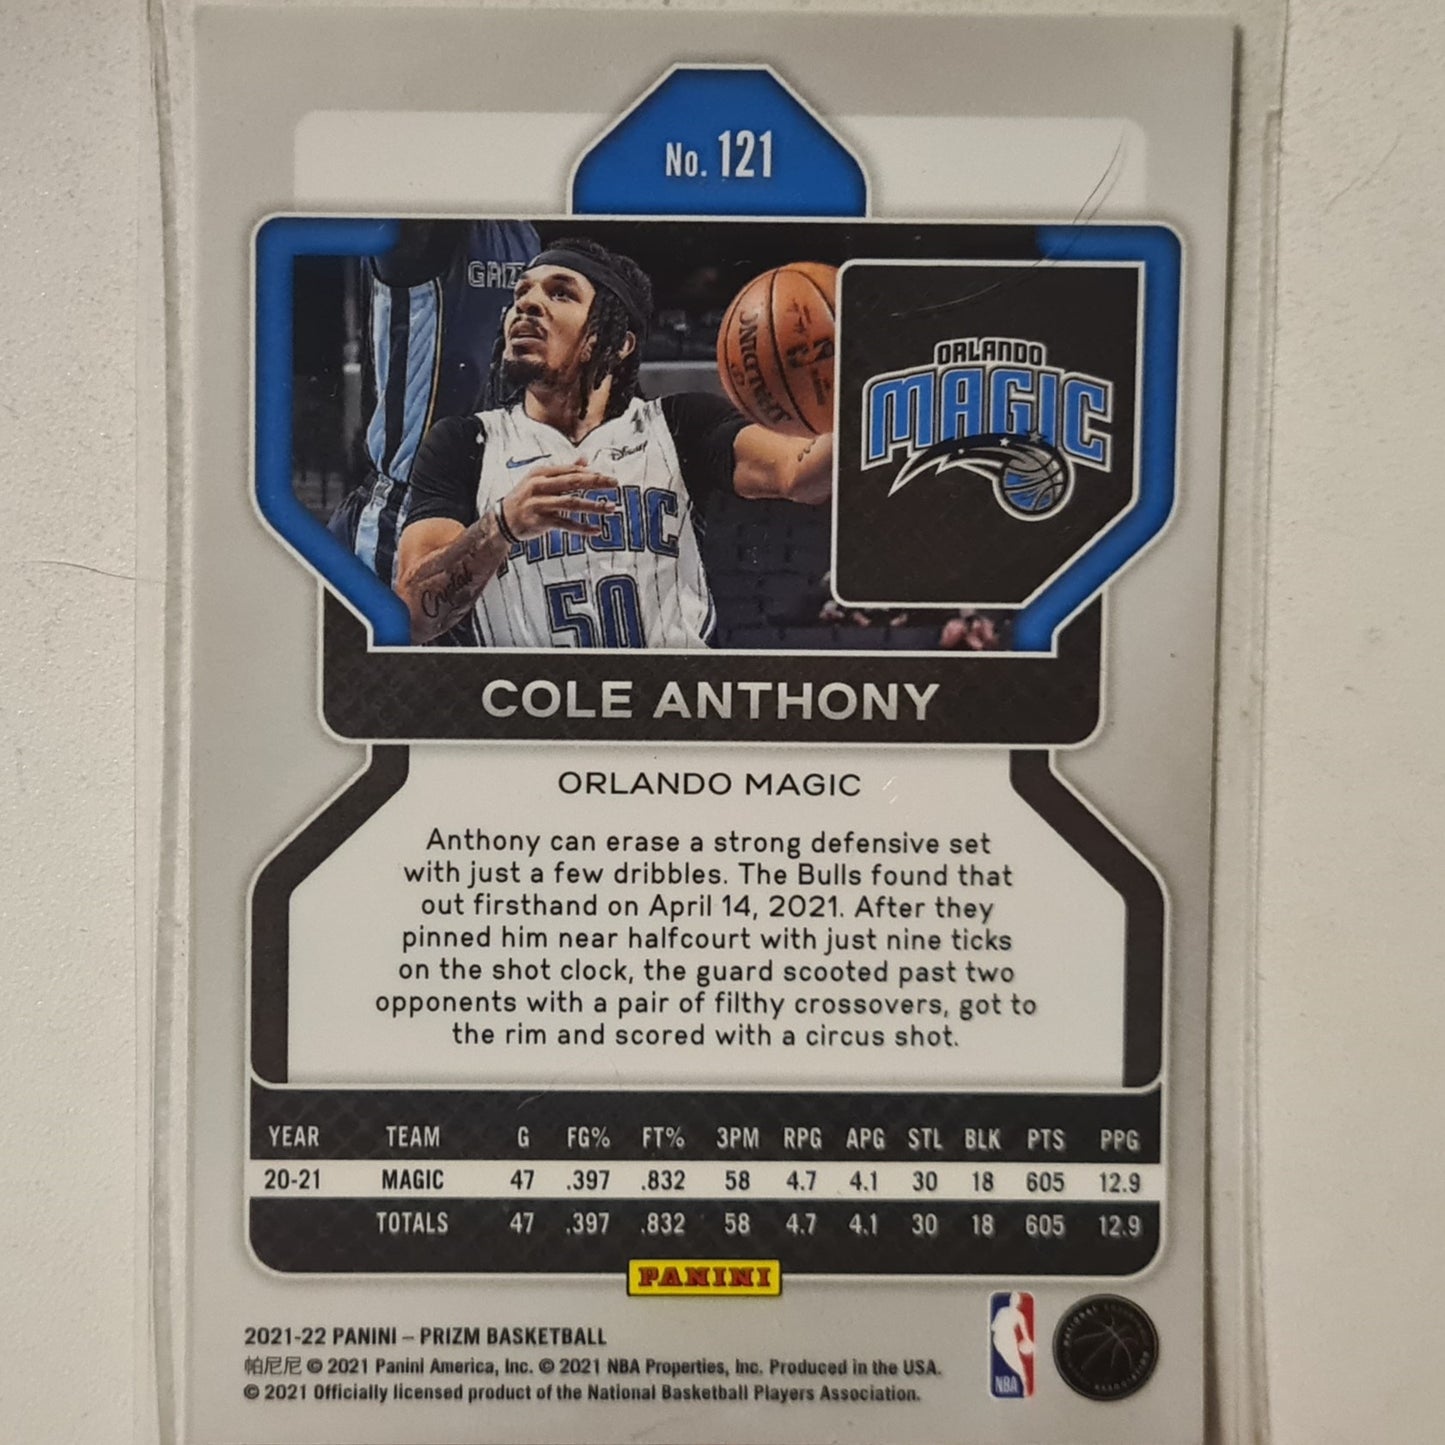 No. 121
GRIZ
ORLANDO
MAGIC
Disney
MAGIC
50
COLE ANTHONY
ORLANDO MAGIC
Anthony can erase a strong defensive set
with just a few dribbles. The Bulls found that
out firsthand on April 14, 2021. After they
pinned him near halfcourt with just nine ticks
on the shot clock, the guard scooted past two
opponents with a pair of filthy crossovers, got to
the rim and scored with a circus shot.
YEAR TEAM G FG% FT% 3PM RPG APG STL BLK PTS PPG
20-21 MAGIC 47 .397 .832 58 4.7 4.1 30 18 605 12.9
TOTALS 47 .397 .832 58 4.7 4.1 30 18 605 12.9
PANINI
2021-22 PANINI – PRIZM BASKETBALL
帕尼尼 © 2021 Panini America, Inc. © 2021 NBA Properties, Inc. Produced in the USA.
© 2021 Officially licensed product of the National Basketball Players Association.
NBA